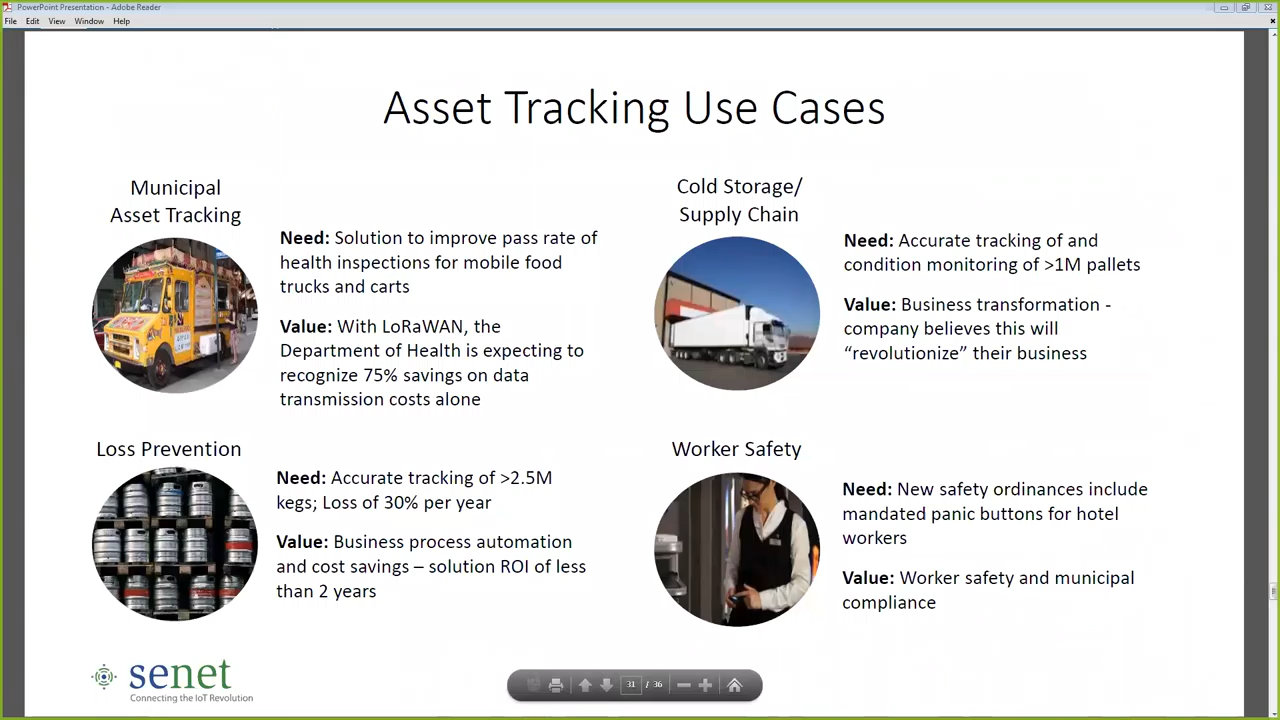 PowerPoint Presentation - Adobe Reader
File Edit View Window Help
Asset Tracking Use Cases
Municipal
Asset Tracking
Need: Solution to improve pass rate of
health inspections for mobile food
trucks and carts
Value: With LoRaWAN, the
Department of Health is expecting to
recognize 75% savings on data
transmission costs alone
Cold Storage/
Supply Chain
Need: Accurate tracking of and
condition monitoring of >1M pallets
Value: Business transformation -
company believes this will
“revolutionize” their business
Loss Prevention
Need: Accurate tracking of >2.5M
kegs; Loss of 30% per year
Value: Business process automation
and cost savings – solution ROI of less
than 2 years
Worker Safety
Need: New safety ordinances include
mandated panic buttons for hotel
workers
Value: Worker safety and municipal
compliance
senet
Connecting the IoT Revolution
31 / 36